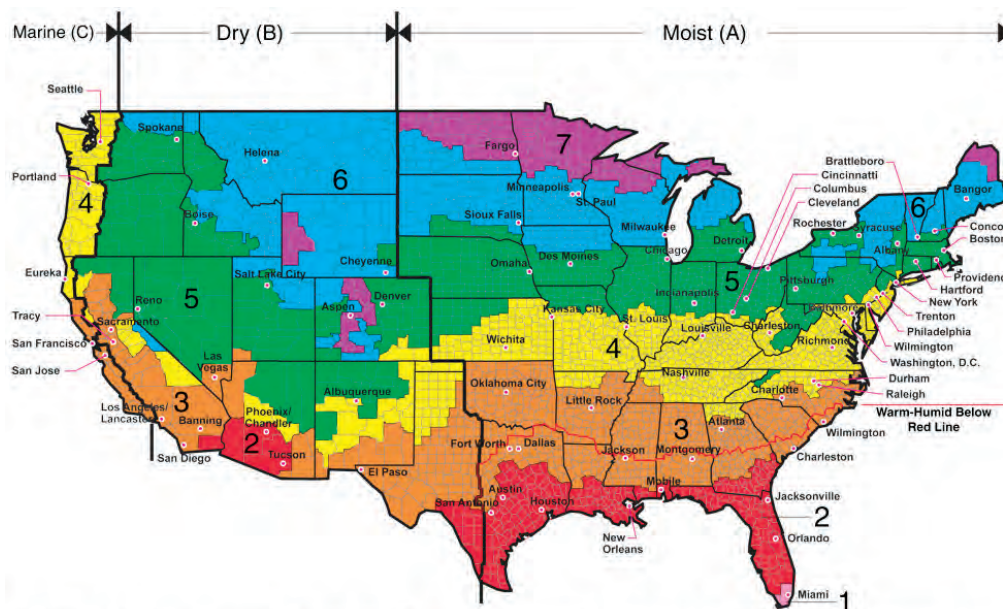 Marine (C)
Dry (B)
Moist (A)
Seattle
Spokane
Helena
Fargo
7
Brattleboro
Cincinnatti
Columbus
Cleveland
Portland
4
6
Minneapolis
St. Paul
Bangor
6
Boise
Sioux Falls
Milwaukee
Rochester
Syracuse
Conco
Albany
Boston
Eureka
Salt Lake City
Cheyenne
Omaha
Des Moines
Chicago
Detroit
5
Pittsburgh
Providenc
Hartford
Reno
5
Aspen
Denver
Indianapolis
New York
Tracy
Sacramento
Kansas City
St. Louis
Louisville
Charleston
Trenton
Philadelphia
San Francisco
Wichita
4
Richmond
Wilmington
Washington, D.C.
San Jose
Las
Vegas
Albuquerque
Nashville
Durham
Oklahoma City
Charlotte
Raleigh
3
Los Angeles/
Lancaster
Banning
Phoenix/
Chandler
2
Little Rock
3
Atlanta
Warm-Humid Below
Red Line
San Diego
Tucson
El Paso
Fort Worth
Dallas
Jackson
Montgomery
Wilmington
Charleston
Austin
Mobile
San Antonio
Houston
Jacksonville
2
New
Orleans
Orlando
Miami
1